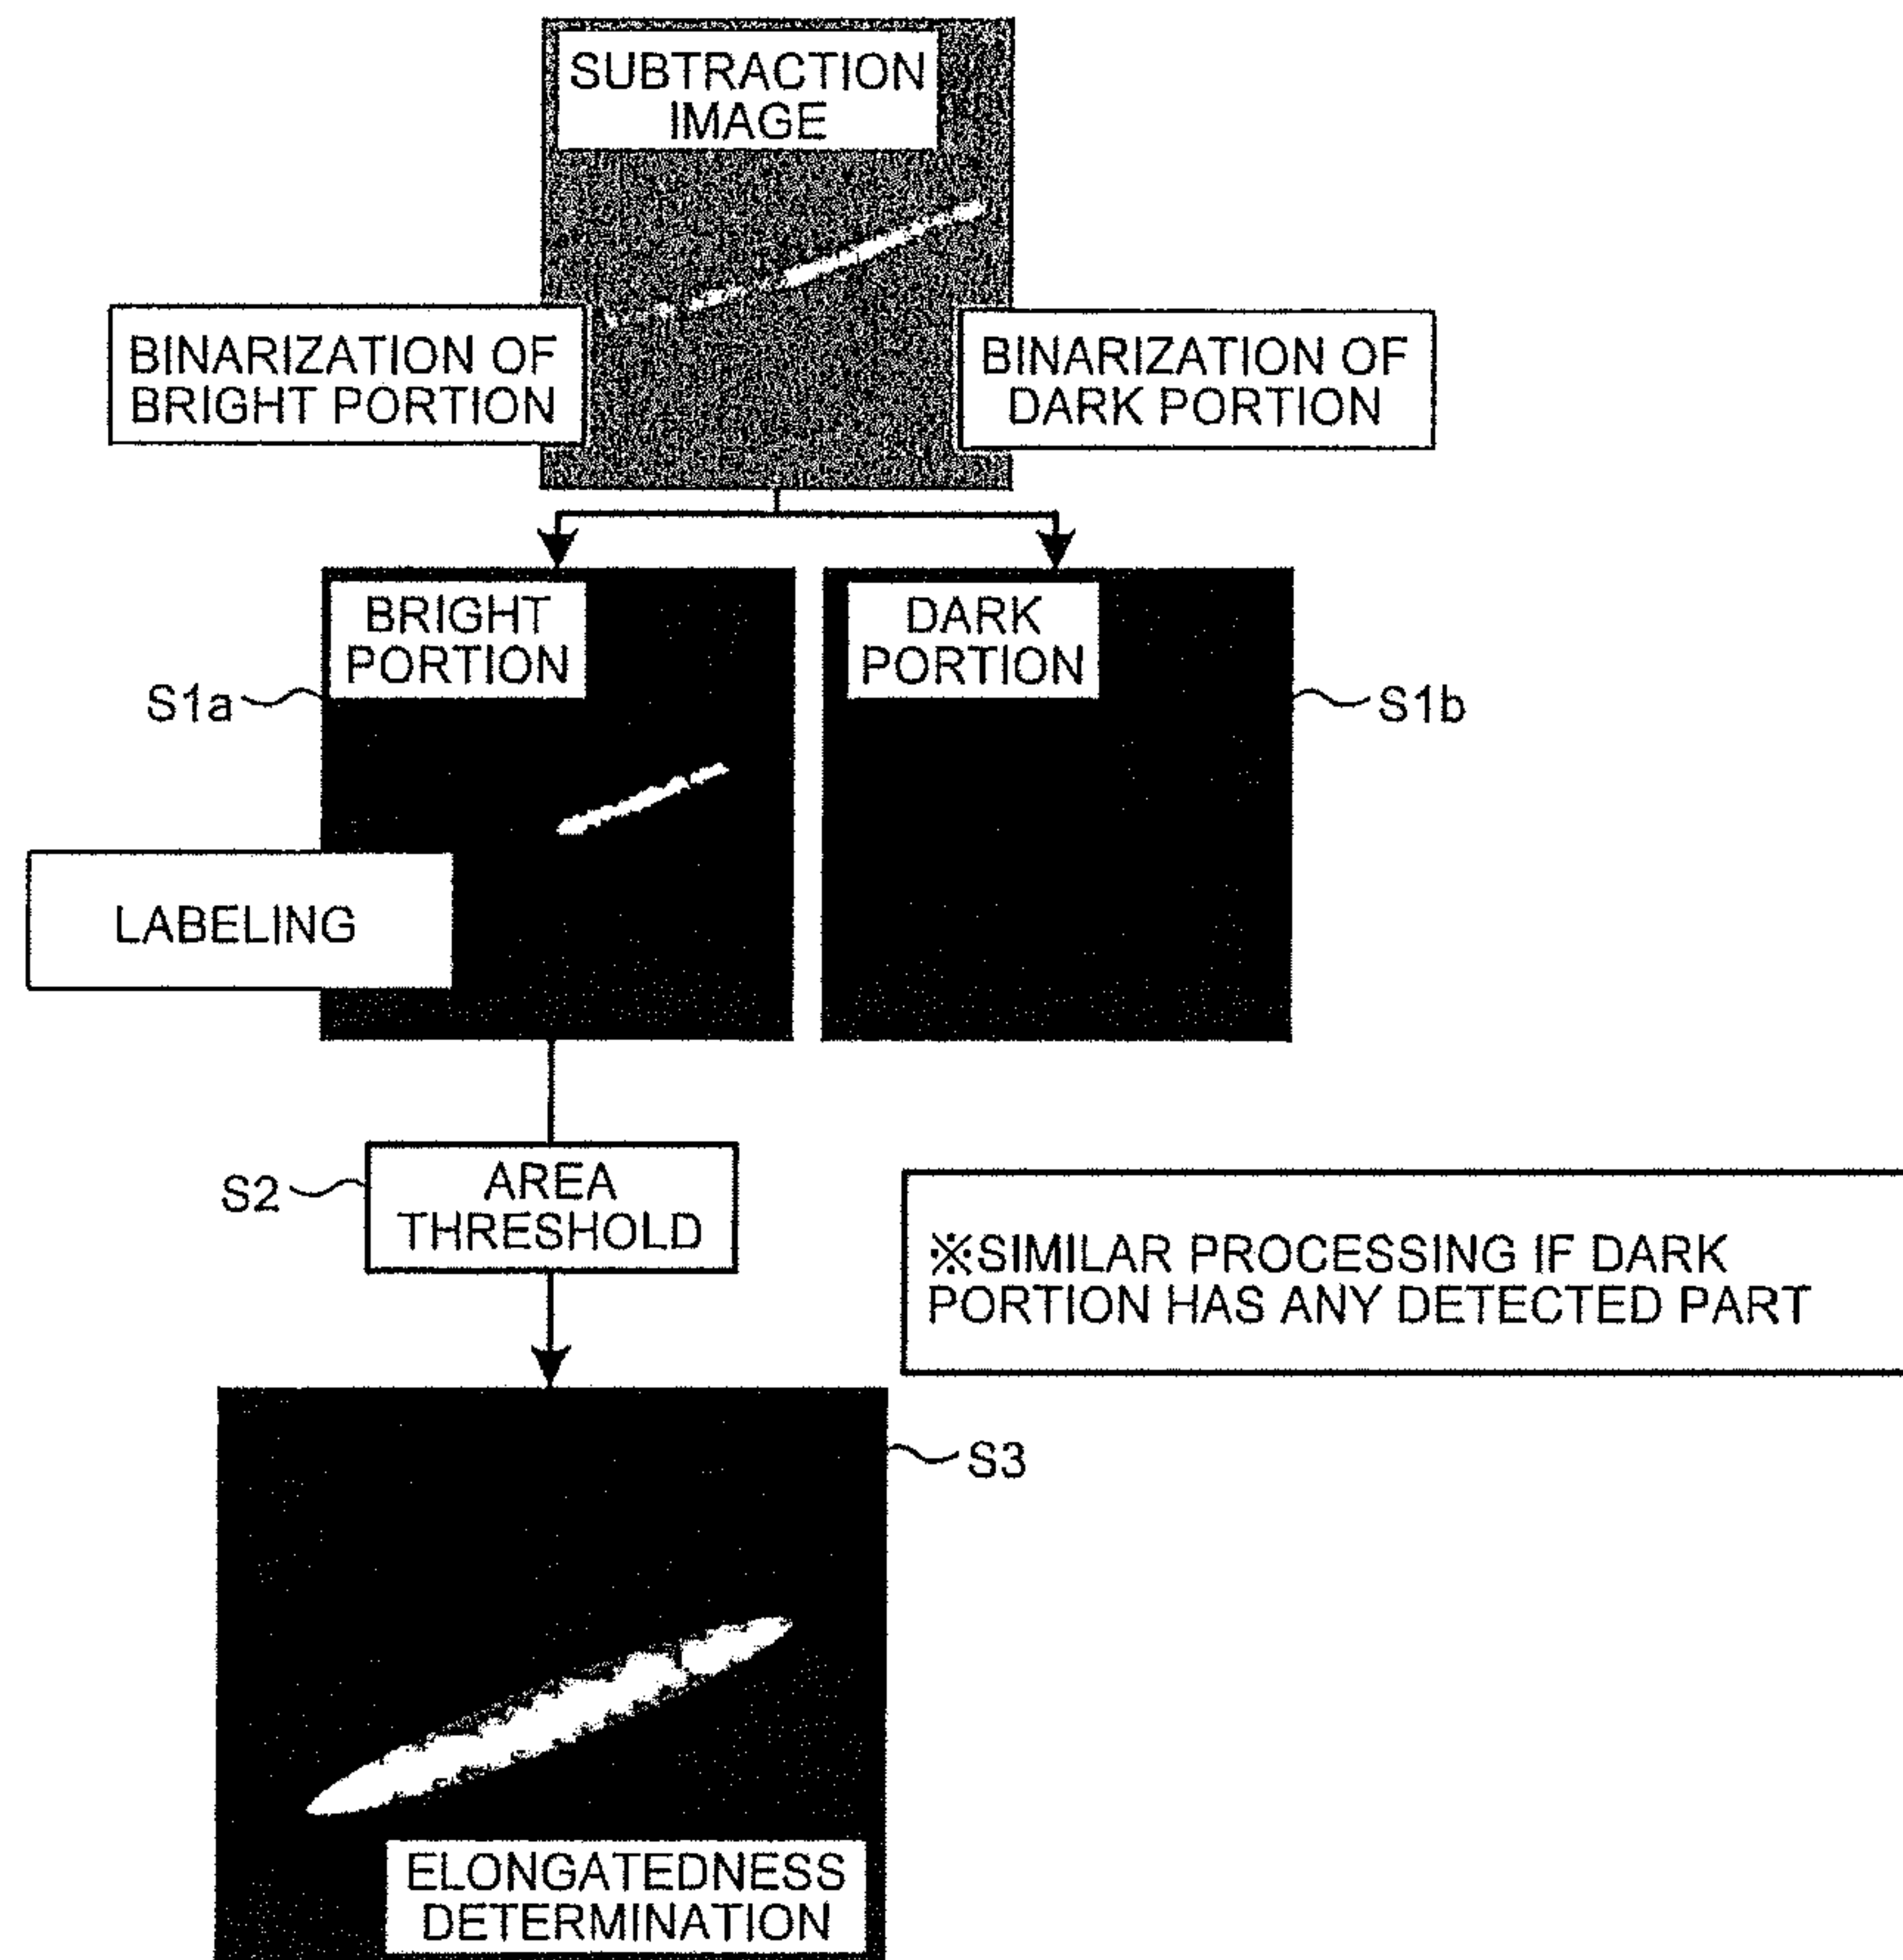 SUBTRACTION
IMAGE
BINARIZATION OF
BRIGHT PORTION
BINARIZATION OF
DARK PORTION
BRIGHT
PORTION
DARK
PORTION
S1a
S1b
LABELING
S2
AREA
THRESHOLD
※SIMILAR PROCESSING IF DARK
PORTION HAS ANY DETECTED PART
S3
ELONGATEDNESS
DETERMINATION